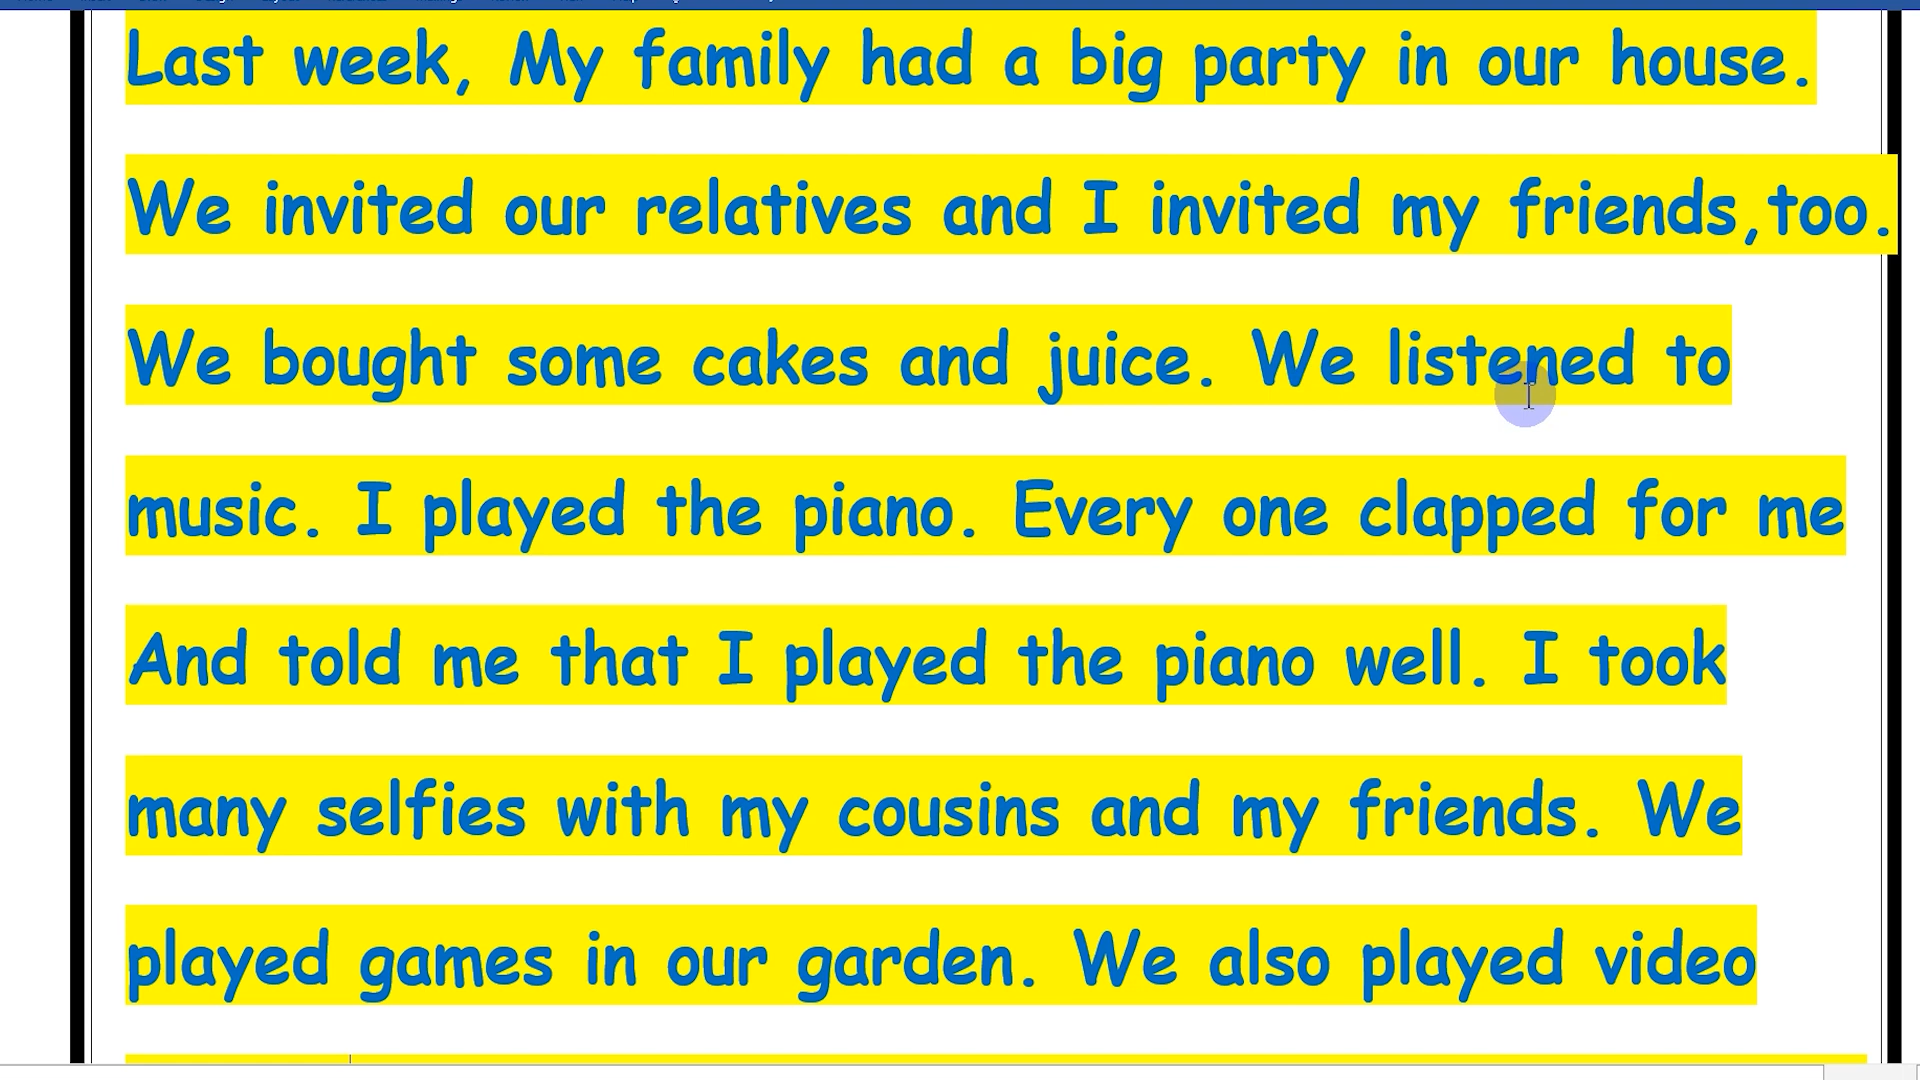 Last week, My family had a big party in our house.
We invited our relatives and I invited my friends,too.
We bought some cakes and juice. We listened to
music. I played the piano. Every one clapped for me
And told me that I played the piano well. I took
many selfies with my cousins and my friends. We
played games in our garden. We also played video